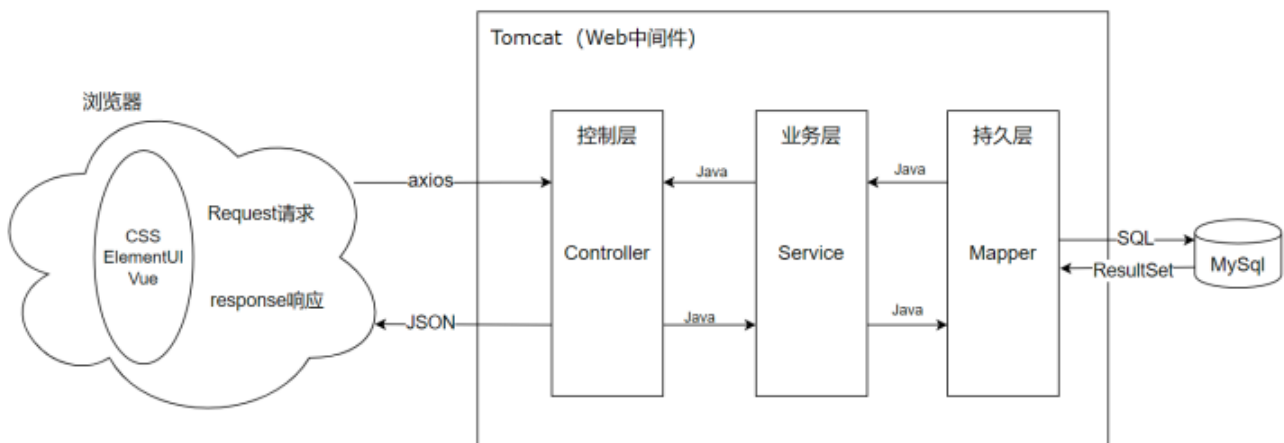 Tomcat（Web中间件）
浏览器
CSS
ElementUI
Vue
Request请求
response响应
axios
JSON
控制层
Controller
Java
Java
业务层
Service
Java
Java
持久层
Mapper
SQL
ResultSet
MySql